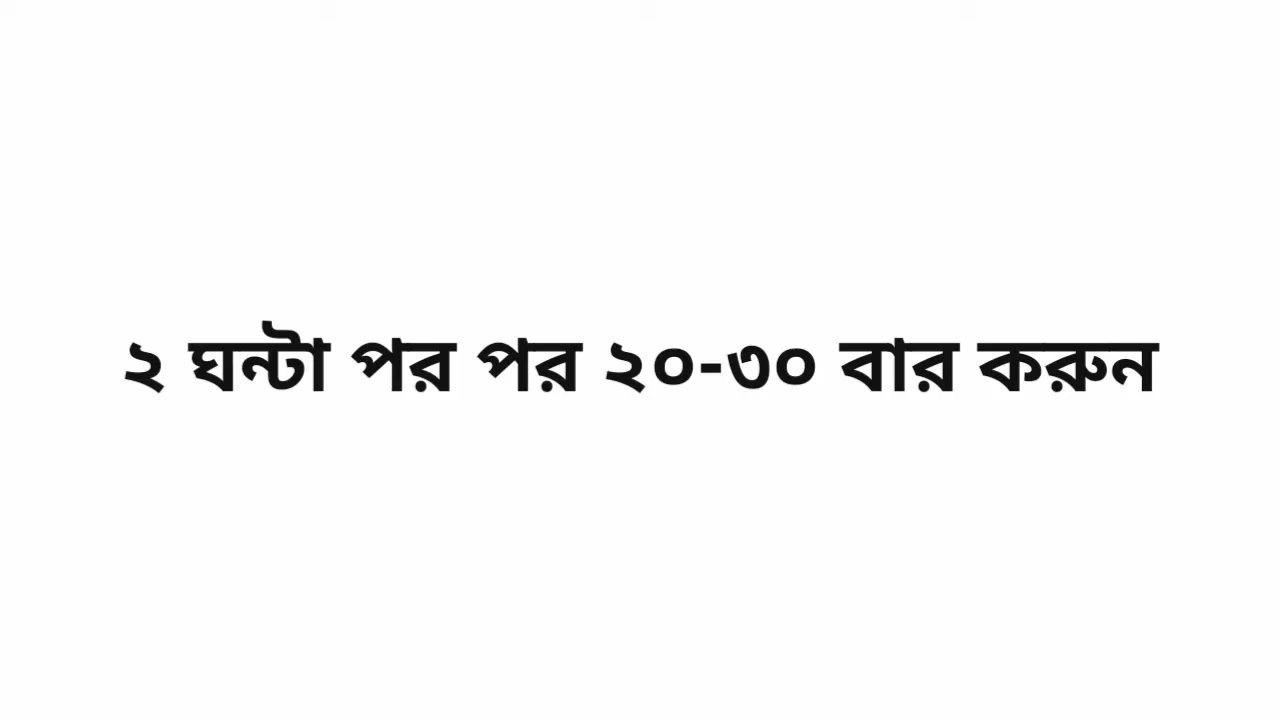 ২ ঘন্টা পর পর ২০-৩০ বার করুন